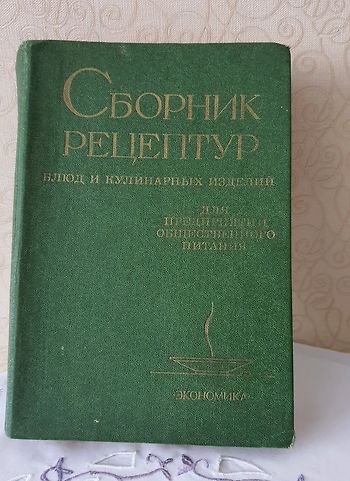 СБОРНИК
РЕЦЕПТУР
БЛЮД И КУЛИНАРНЫХ ИЗДЕЛИЙ
ДЛЯ
ПРЕДПРИЯТИЙ
ОБЩЕСТВЕННОГО
ПИТАНИЯ
ЭКОНОМИКА